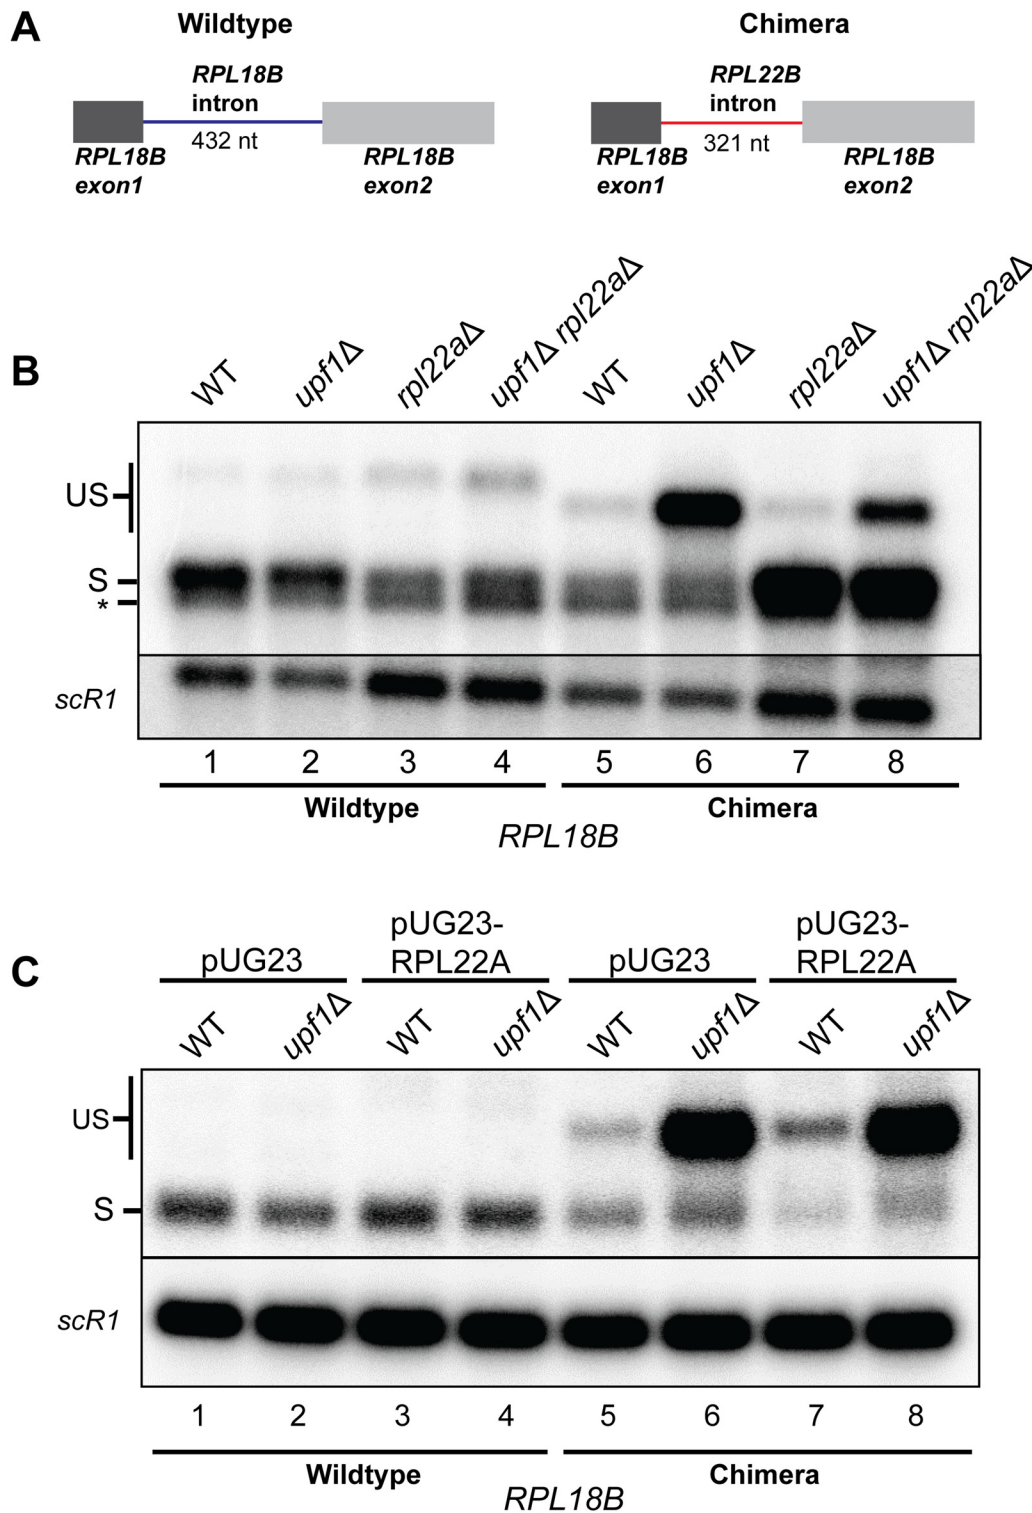 A
Wildtype
Chimera
RPL18B
intron
RPL22B
intron
432 nt
321 nt
RPL18B
exon1
RPL18B
exon2
RPL18B
exon1
RPL18B
exon2
B
WT
upf1Δ
rpl22aΔ
upf1Δ rpl22aΔ
WT
upf1Δ
rpl22aΔ
upf1Δ rpl22aΔ
US
S
*
scR1
1 2 3 4 5 6 7 8
Wildtype
Chimera
RPL18B
C
pUG23
pUG23-
RPL22A
pUG23
pUG23-
RPL22A
WT
upf1Δ
WT
upf1Δ
WT
upf1Δ
WT
upf1Δ
US
S
scR1
1 2 3 4 5 6 7 8
Wildtype
Chimera
RPL18B